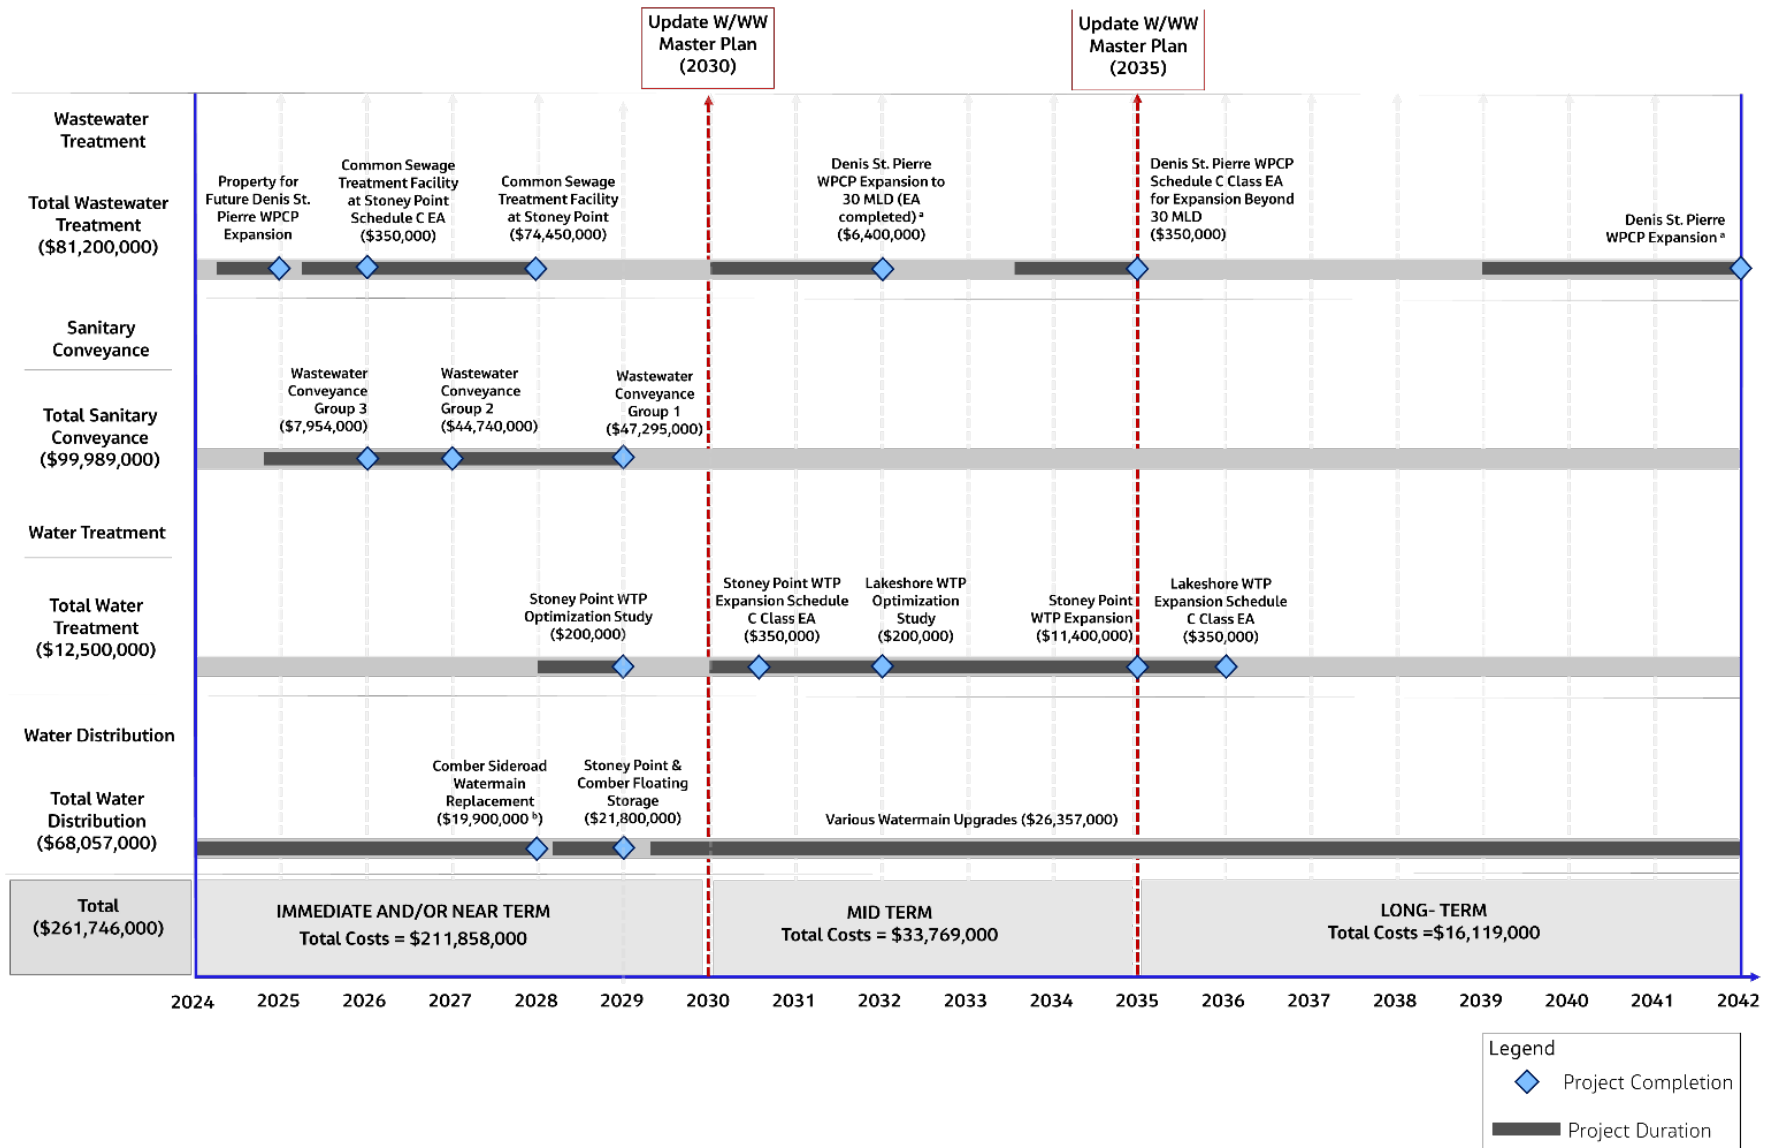 Update W/WW
Master Plan
(2030)
Update W/WW
Master Plan
(2035)
Wastewater
Treatment
Total Wastewater
Treatment
($81,200,000)
Property for
Future Denis St.
Pierre WPCP
Expansion
Common Sewage
Treatment Facility
at Stoney Point
Schedule C EA
($350,000)
Common Sewage
Treatment Facility
at Stoney Point
($74,450,000)
Denis St. Pierre
WPCP Expansion to
30 MLD (EA
completed) a
($6,400,000)
Denis St. Pierre WPCP
Schedule C Class EA
for Expansion Beyond
30 MLD
($350,000)
Denis St. Pierre
WPCP Expansion a
Sanitary
Conveyance
Total Sanitary
Conveyance
($99,989,000)
Wastewater
Conveyance
Group 3
($7,954,000)
Wastewater
Conveyance
Group 2
($44,740,000)
Wastewater
Conveyance
Group 1
($47,295,000)
Water Treatment
Total Water
Treatment
($12,500,000)
Stoney Point WTP
Optimization Study
($200,000)
Stoney Point WTP
Expansion Schedule
C Class EA
($350,000)
Lakeshore WTP
Optimization
Study
($200,000)
Stoney Point
WTP Expansion
($11,400,000)
Lakeshore WTP
Expansion Schedule
C Class EA
($350,000)
Water Distribution
Total Water
Distribution
($68,057,000)
Comber Sideroad
Watermain
Replacement
($19,900,000 b)
Stoney Point &
Comber Floating
Storage
($21,800,000)
Various Watermain Upgrades ($26,357,000)
Total
($261,746,000)
IMMEDIATE AND/OR NEAR TERM
Total Costs = $211,858,000
MID TERM
Total Costs = $33,769,000
LONG- TERM
Total Costs =$16,119,000
2024 2025 2026 2027 2028 2029 2030 2031 2032 2033 2034 2035 2036 2037 2038 2039 2040 2041 2042
Legend
Project Completion
Project Duration